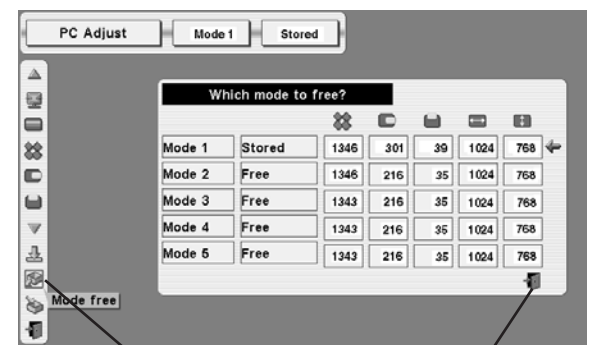 PC Adjust Mode 1 Stored
Which mode to free?
Mode 1 Stored 1346 301 39 1024 768
Mode 2 Free 1346 216 35 1024 768
Mode 3 Free 1343 216 35 1024 768
Mode 4 Free 1343 216 35 1024 768
Mode 5 Free 1343 216 35 1024 768
Mode free